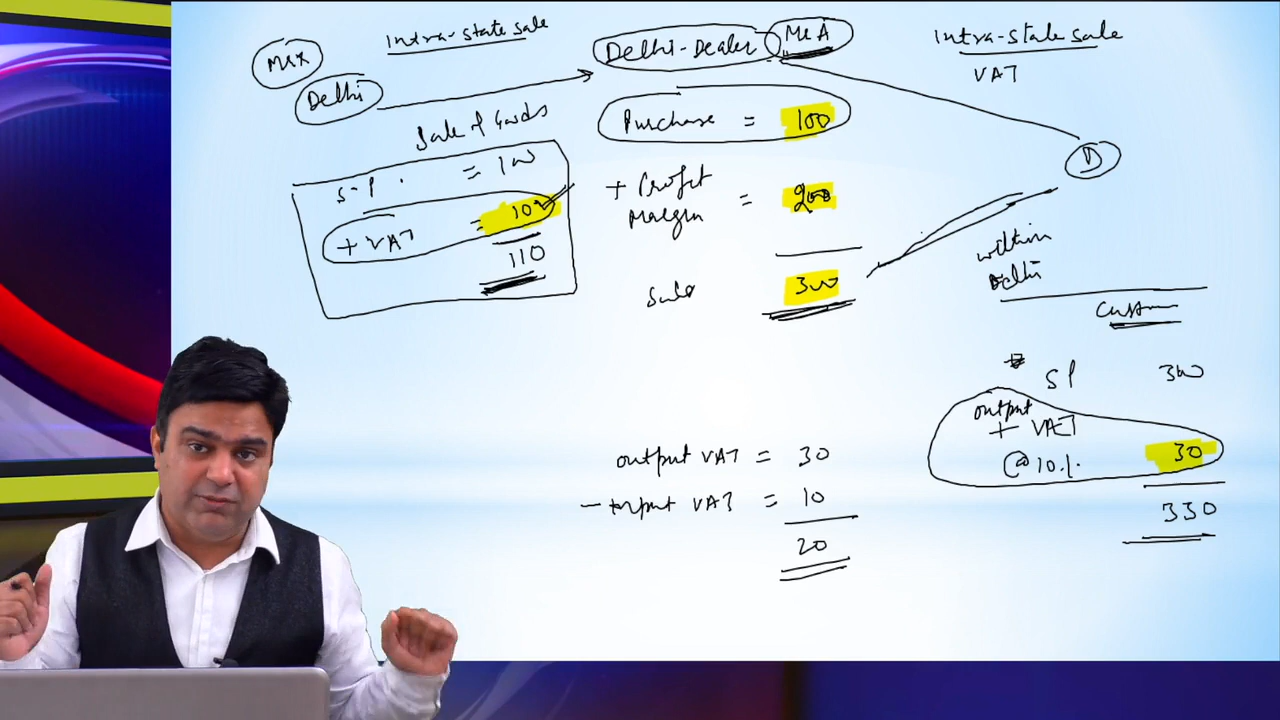 Intra-state sale
Mr X
Delhi
Sale of Goods
S.P. = 100
+ VAT = 10
110
Delhi-Dealer Mr A
Purchase = 100
+ Profit Margin = 200
Sale 300
output VAT = 30
- Input VAT = 10
20
Intra-state sale
VAT
D
within
Delhi
Customer
SP 300
output
+ VAT
@10% 30
330